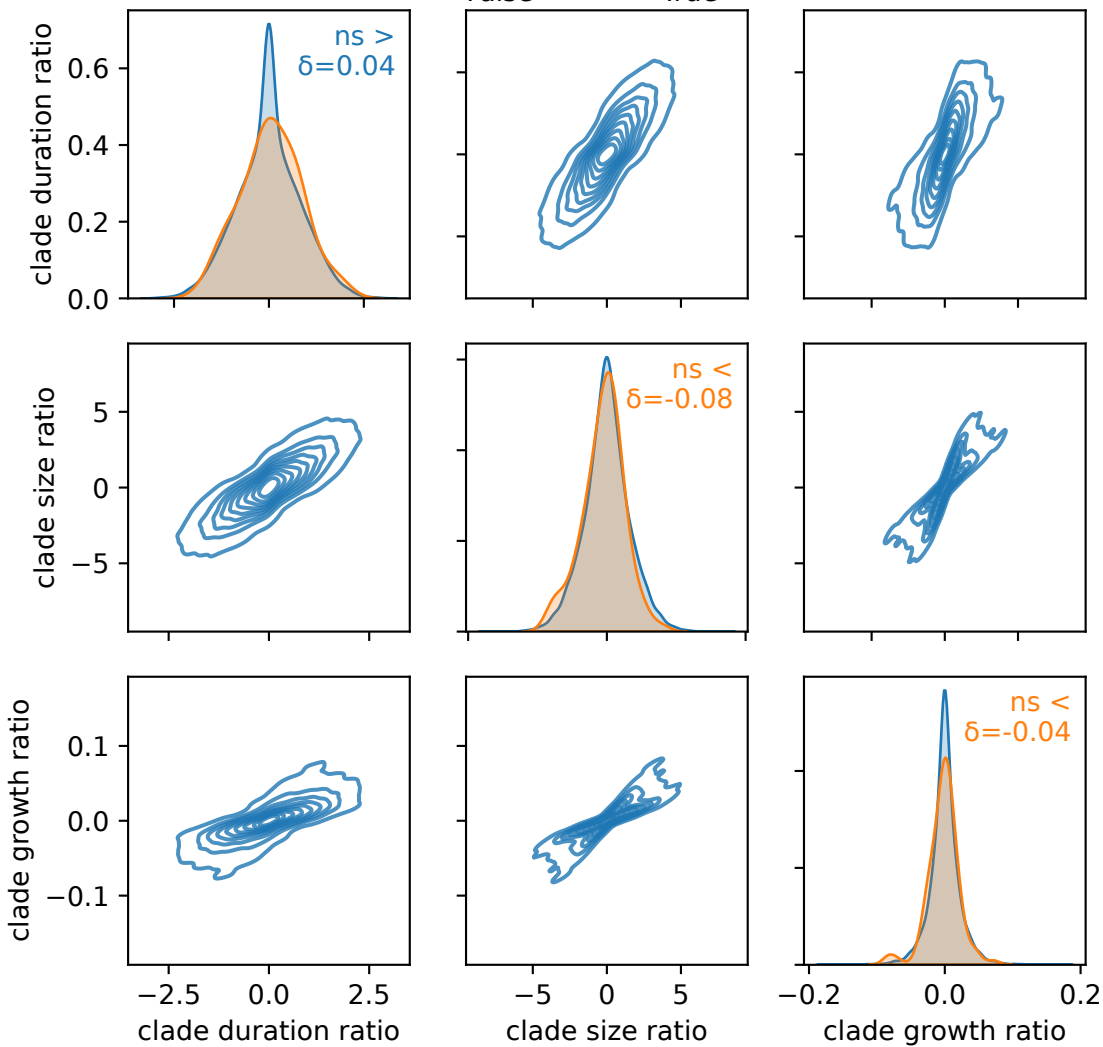 clade duration ratio
0.6
0.4
0.2
0.0
ns >
δ=0.04
clade size ratio
5
0
−5
ns <
δ=-0.08
clade growth ratio
0.1
0.0
−0.1
ns <
δ=-0.04
−2.5 0.0 2.5
−5 0 5
−0.2 0.0 0.2
clade duration ratio
clade size ratio
clade growth ratio